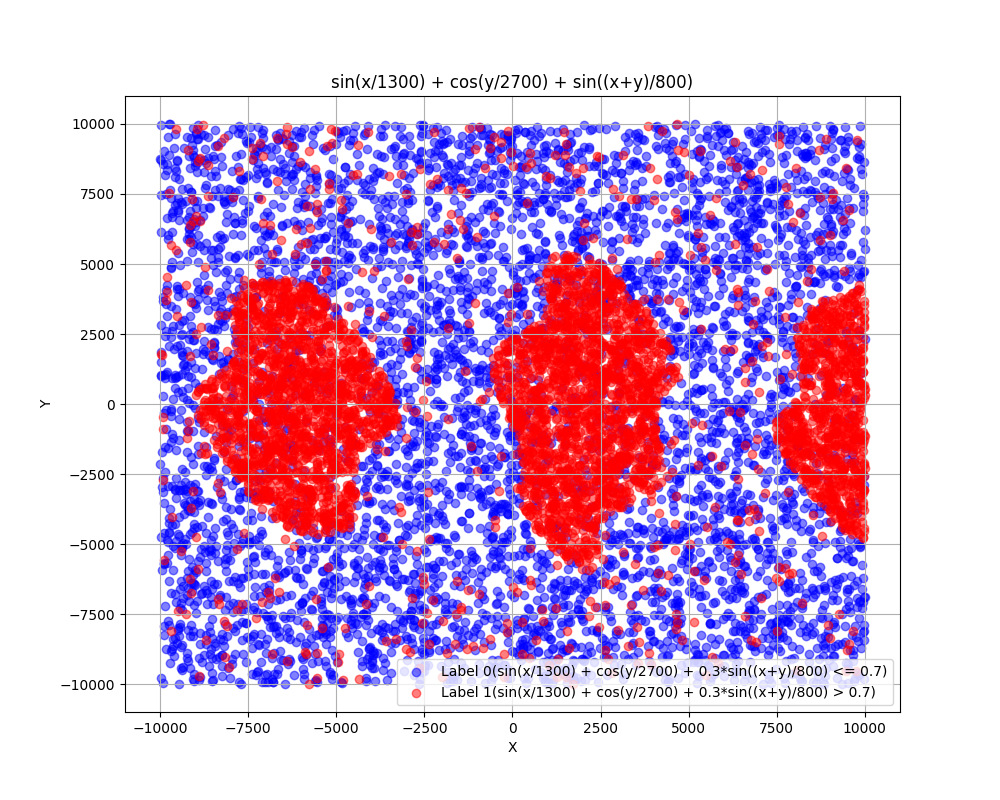 sin(x/1300) + cos(y/2700) + sin((x+y)/800)
10000
7500
5000
2500
0
−2500
−5000
−7500
−10000
Y
Label 0(sin(x/1300) + cos(y/2700) + 0.3*sin((x+y)/800) <= 0.7)
Label 1(sin(x/1300) + cos(y/2700) + 0.3*sin((x+y)/800) > 0.7)
−10000 −7500 −5000 −2500 0 2500 5000 7500 10000
X